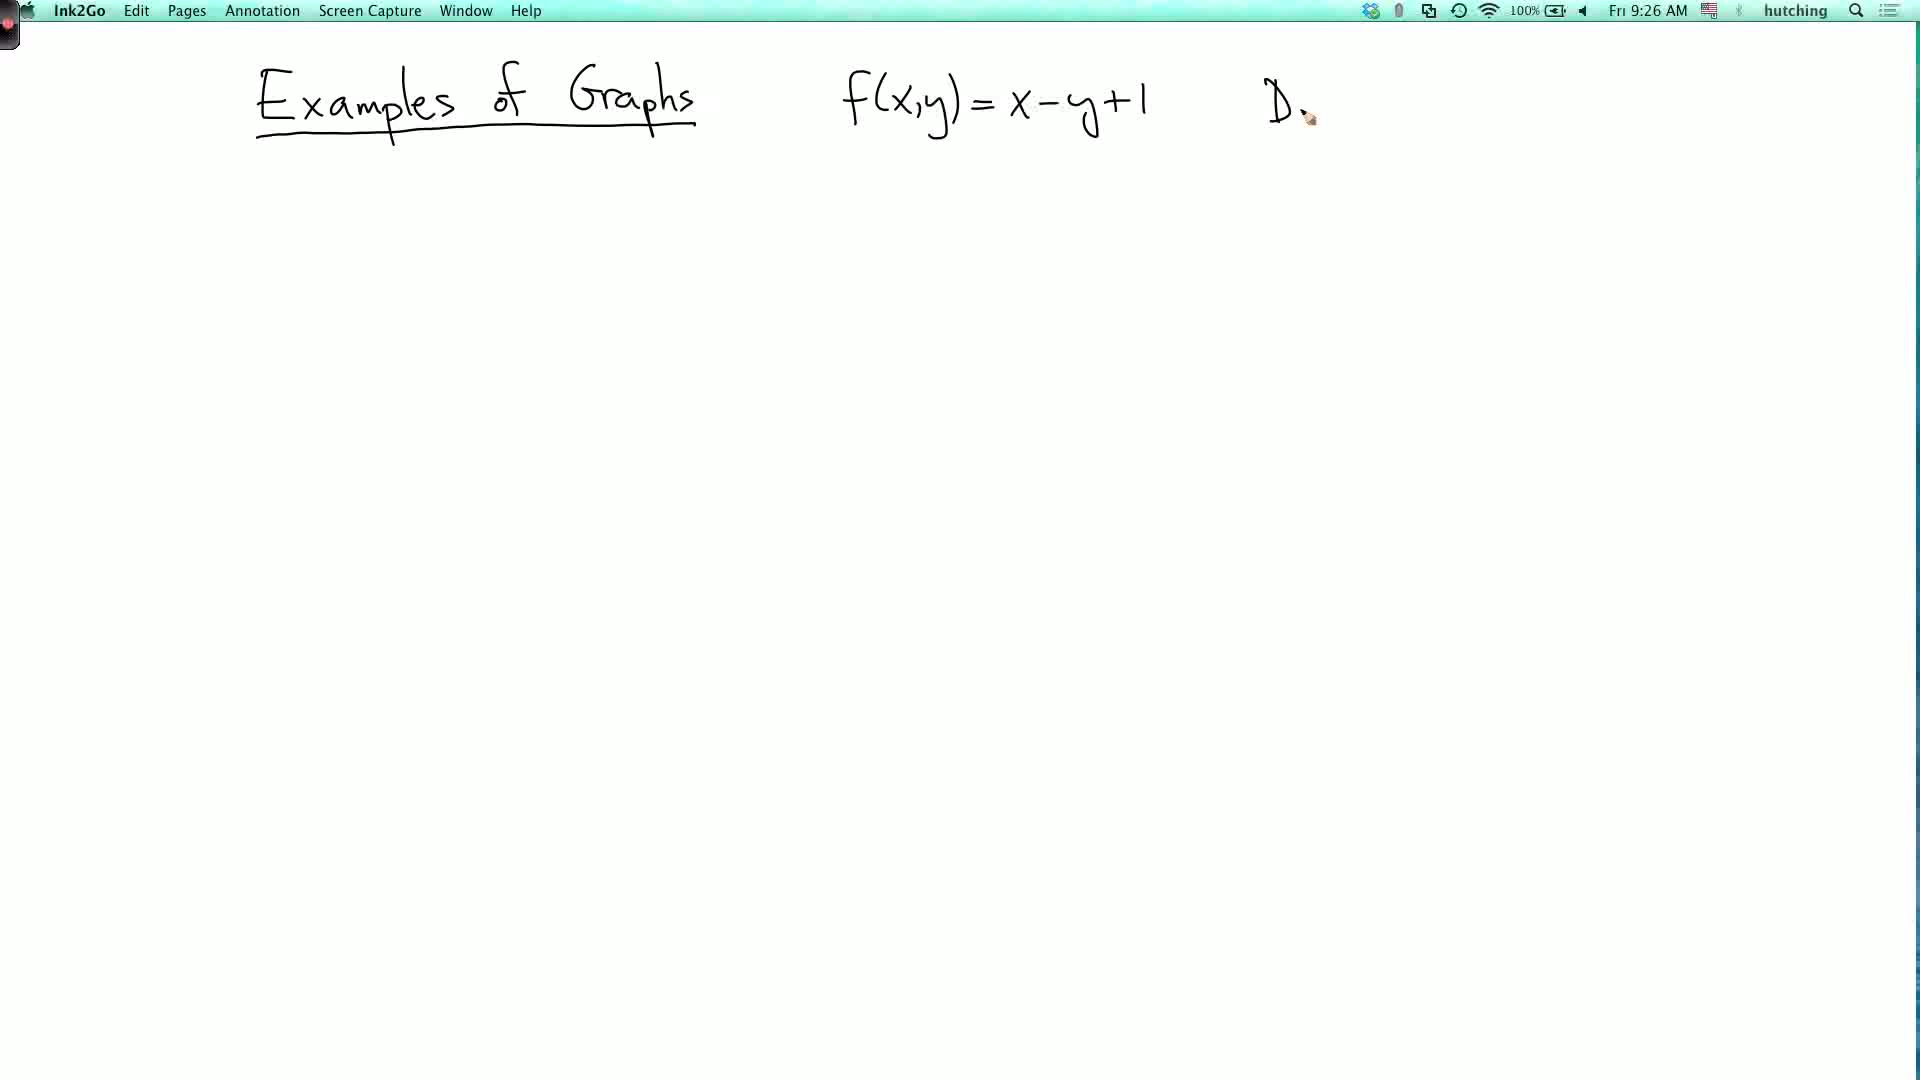 Ink2Go Edit Pages Annotation Screen Capture Window Help 100% Fri 9:26 AM hutching
Examples of Graphs f(x,y) = x - y + 1 D